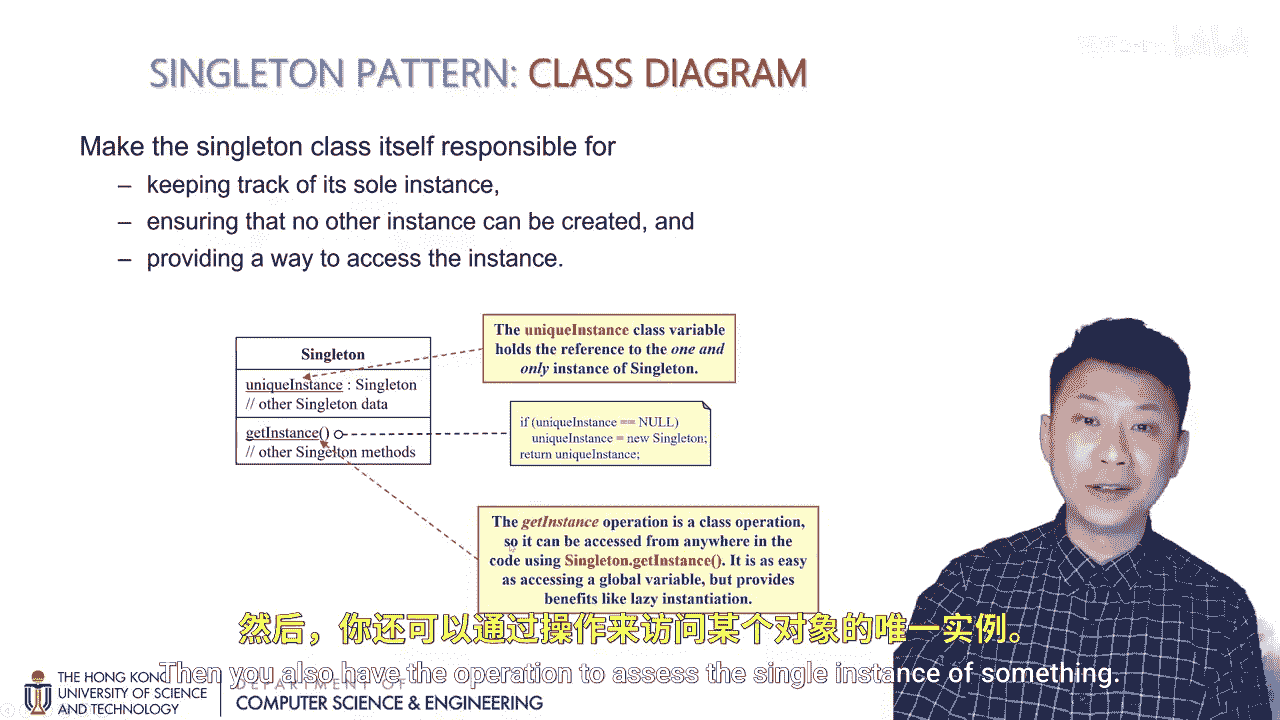 SINGLETON PATTERN: CLASS DIAGRAM
Make the singleton class itself responsible for
– keeping track of its sole instance,
– ensuring that no other instance can be created, and
– providing a way to access the instance.
Singleton
uniqueInstance : Singleton
// other Singleton data
getInstance()
// other Singelton methods
The uniqueInstance class variable
holds the reference to the one and
only instance of Singleton.
if (uniqueInstance == NULL)
uniqueInstance = new Singleton;
return uniqueInstance;
The getInstance operation is a class operation,
so it can be accessed from anywhere in the
code using Singleton.getInstance(). It is as easy
as accessing a global variable, but provides
benefits like lazy instantiation.
然后，你还可以通过操作来访问某个对象的唯一实例。
Then you also have the operation to assess the single instance of something.
THE HONG KONG
UNIVERSITY OF SCIENCE
AND TECHNOLOGY
DEPARTMENT OF
COMPUTER SCIENCE & ENGINEERING